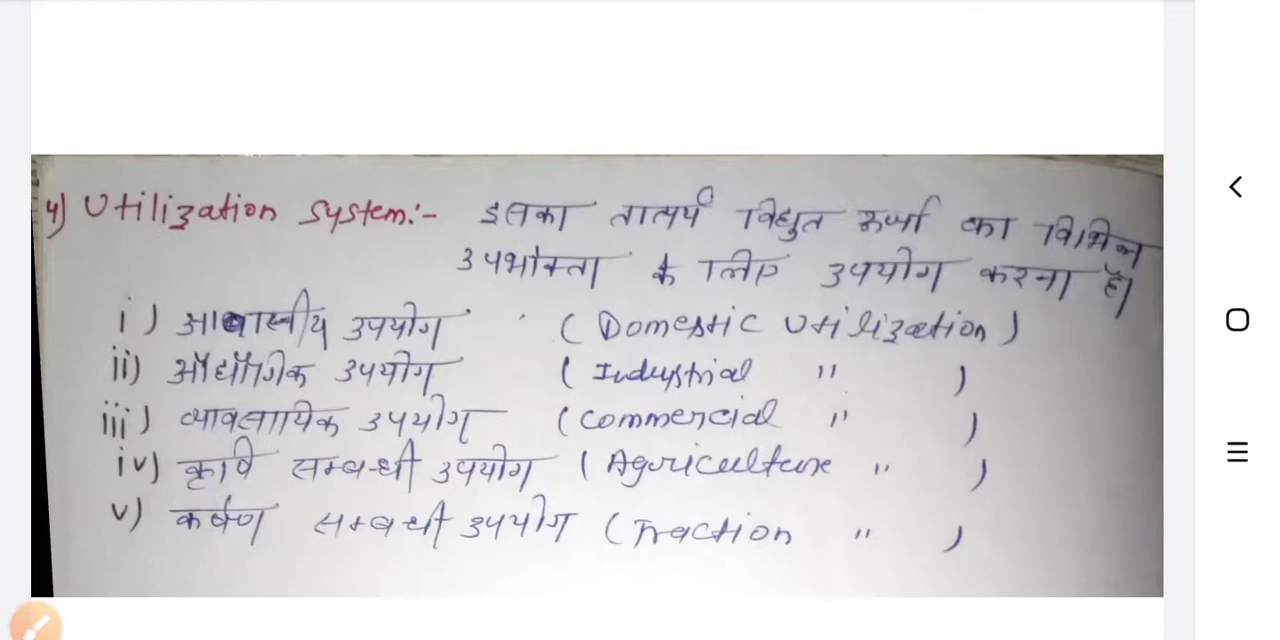 4) Utilization System:- इसका तात्पर्य विद्युत ऊर्जा का विभिन्न
उपभोक्ता के लिए उपयोग करना है।
i) आवासीय उपयोग (Domestic Utilization)
ii) औद्योगिक उपयोग (Industrial " )
iii) व्यावसायिक उपयोग (Commercial " )
iv) कृषि सम्बन्धी उपयोग (Agriculture " )
v) कर्षण सम्बधी उपयोग (Traction " )